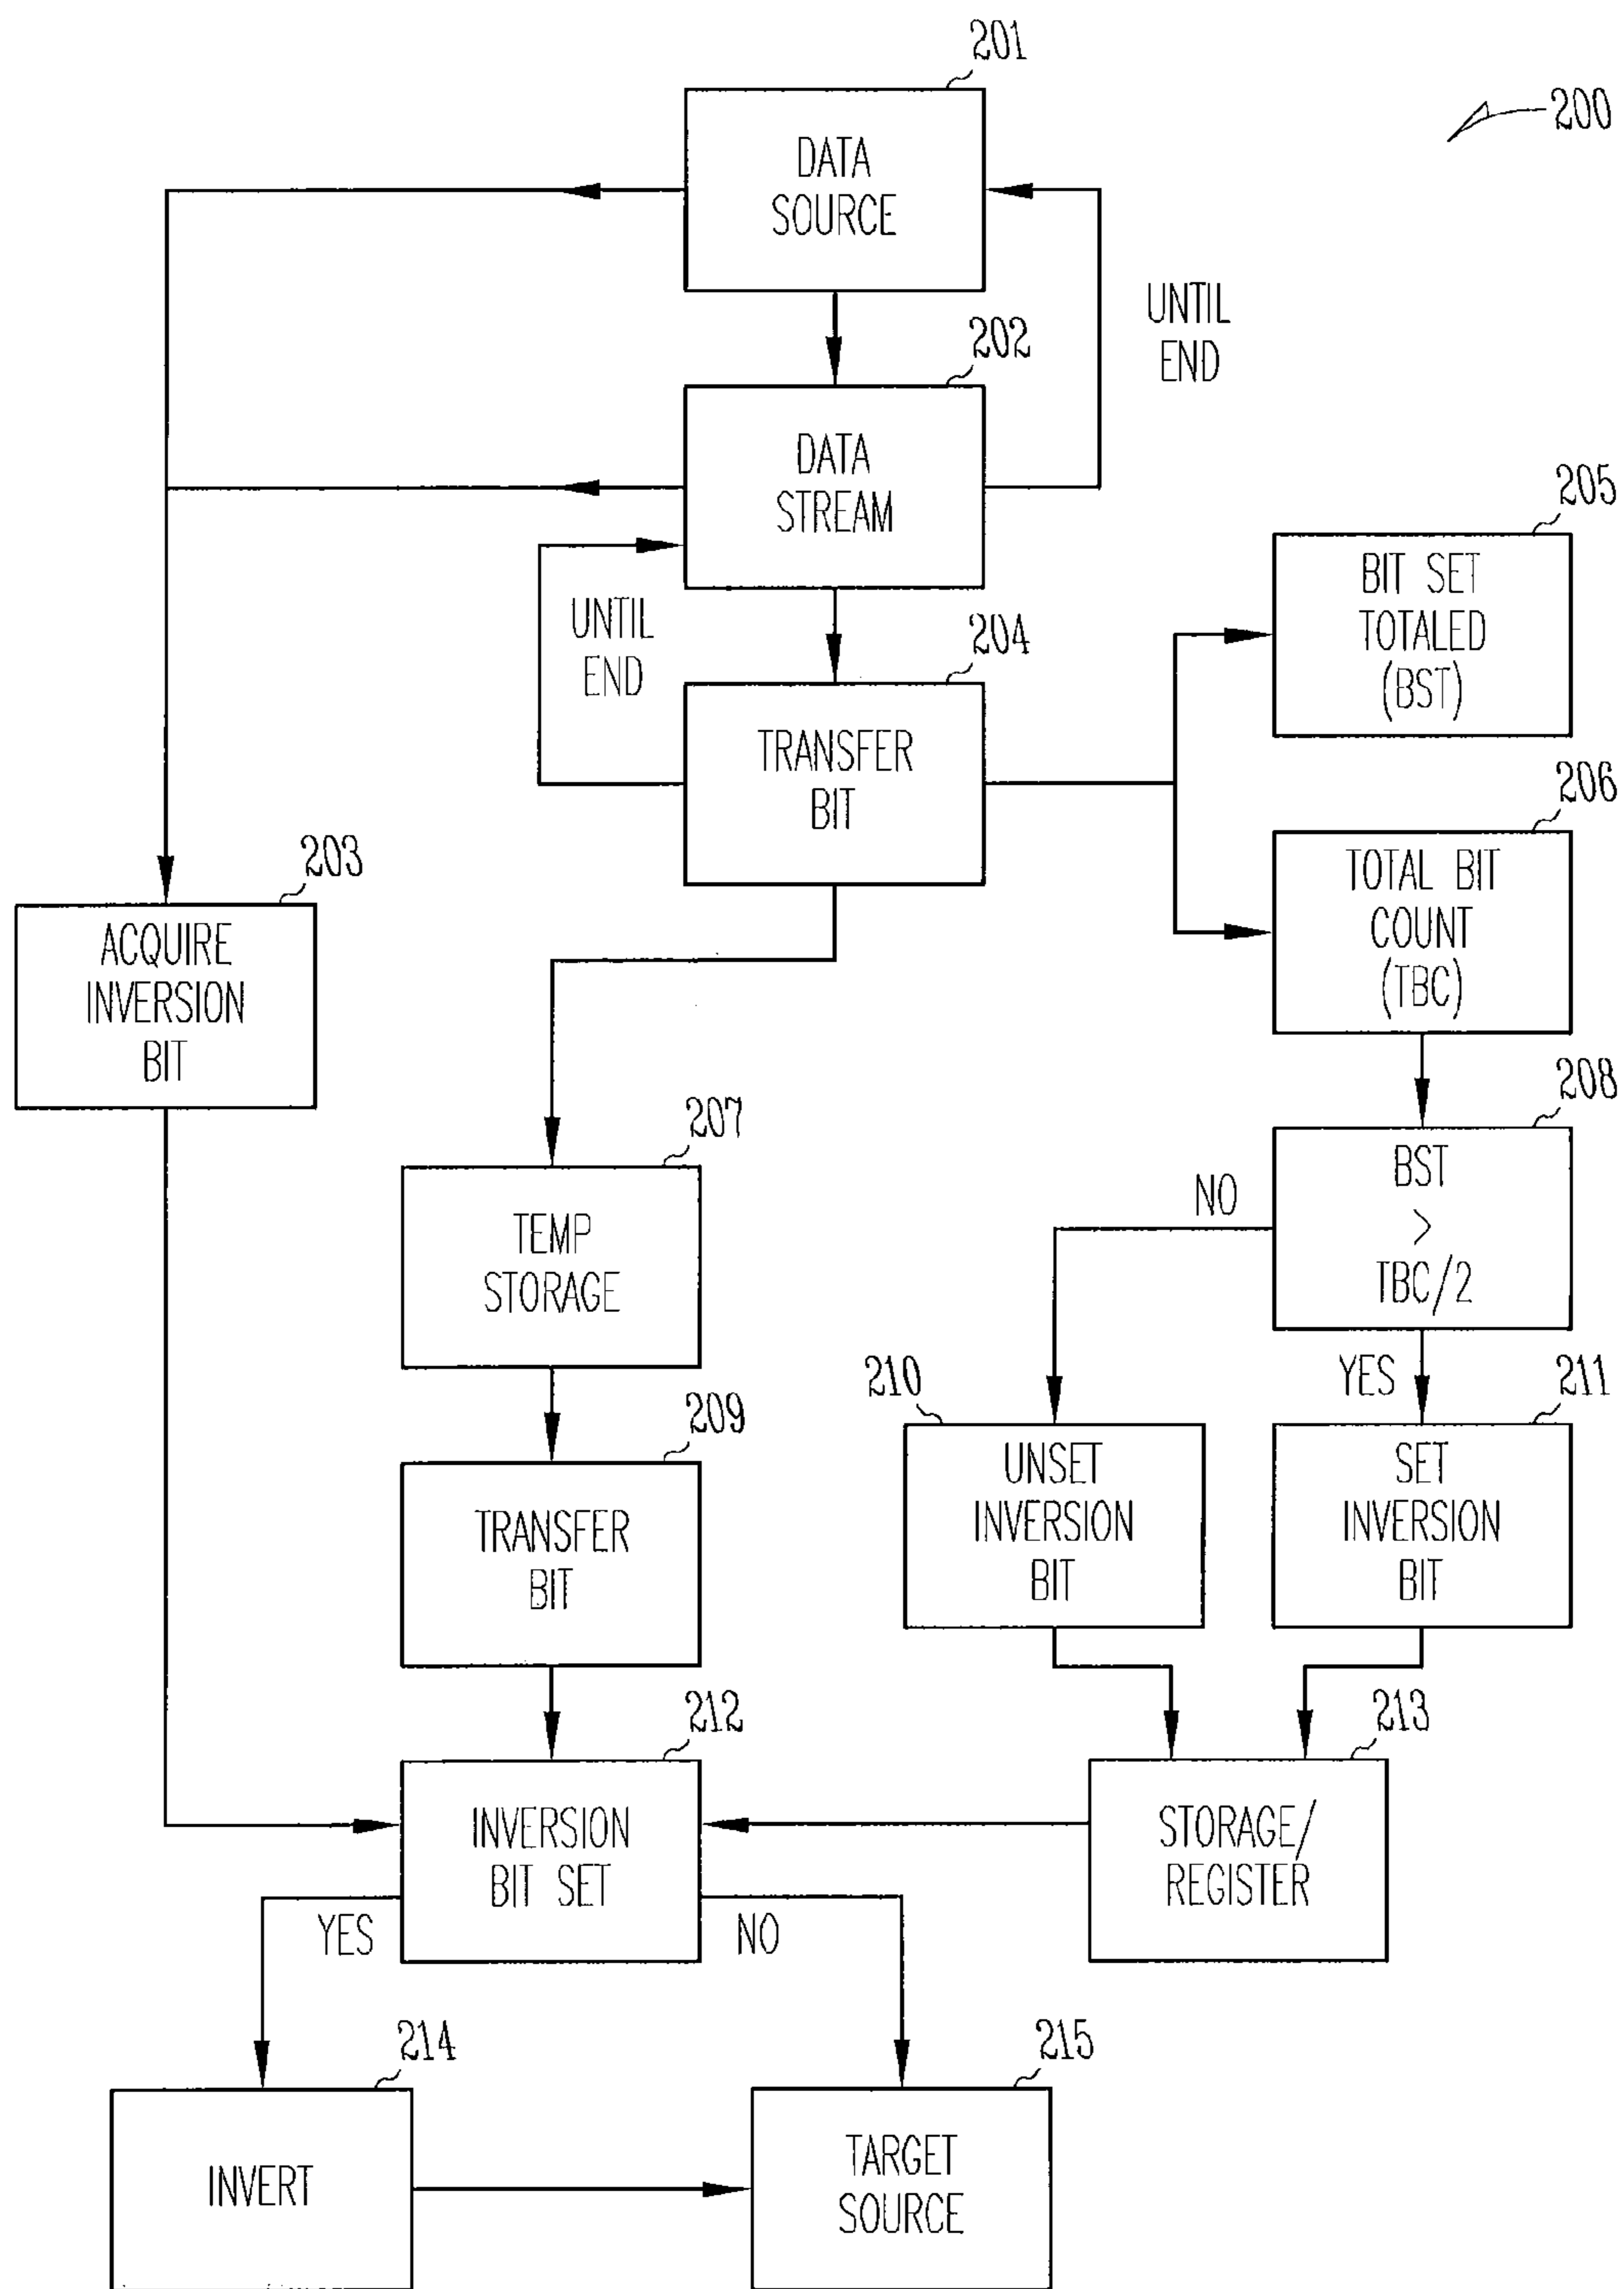 201
200
DATA
SOURCE
UNTIL
END
202
DATA
STREAM
205
BIT SET
TOTALED
(BST)
UNTIL
END
204
TRANSFER
BIT
206
TOTAL BIT
COUNT
(TBC)
203
ACQUIRE
INVERSION
BIT
207
TEMP
STORAGE
208
BST
>
TBC/2
NO
YES
209
TRANSFER
BIT
210
UNSET
INVERSION
BIT
211
SET
INVERSION
BIT
212
INVERSION
BIT SET
213
STORAGE/
REGISTER
YES
NO
214
INVERT
215
TARGET
SOURCE